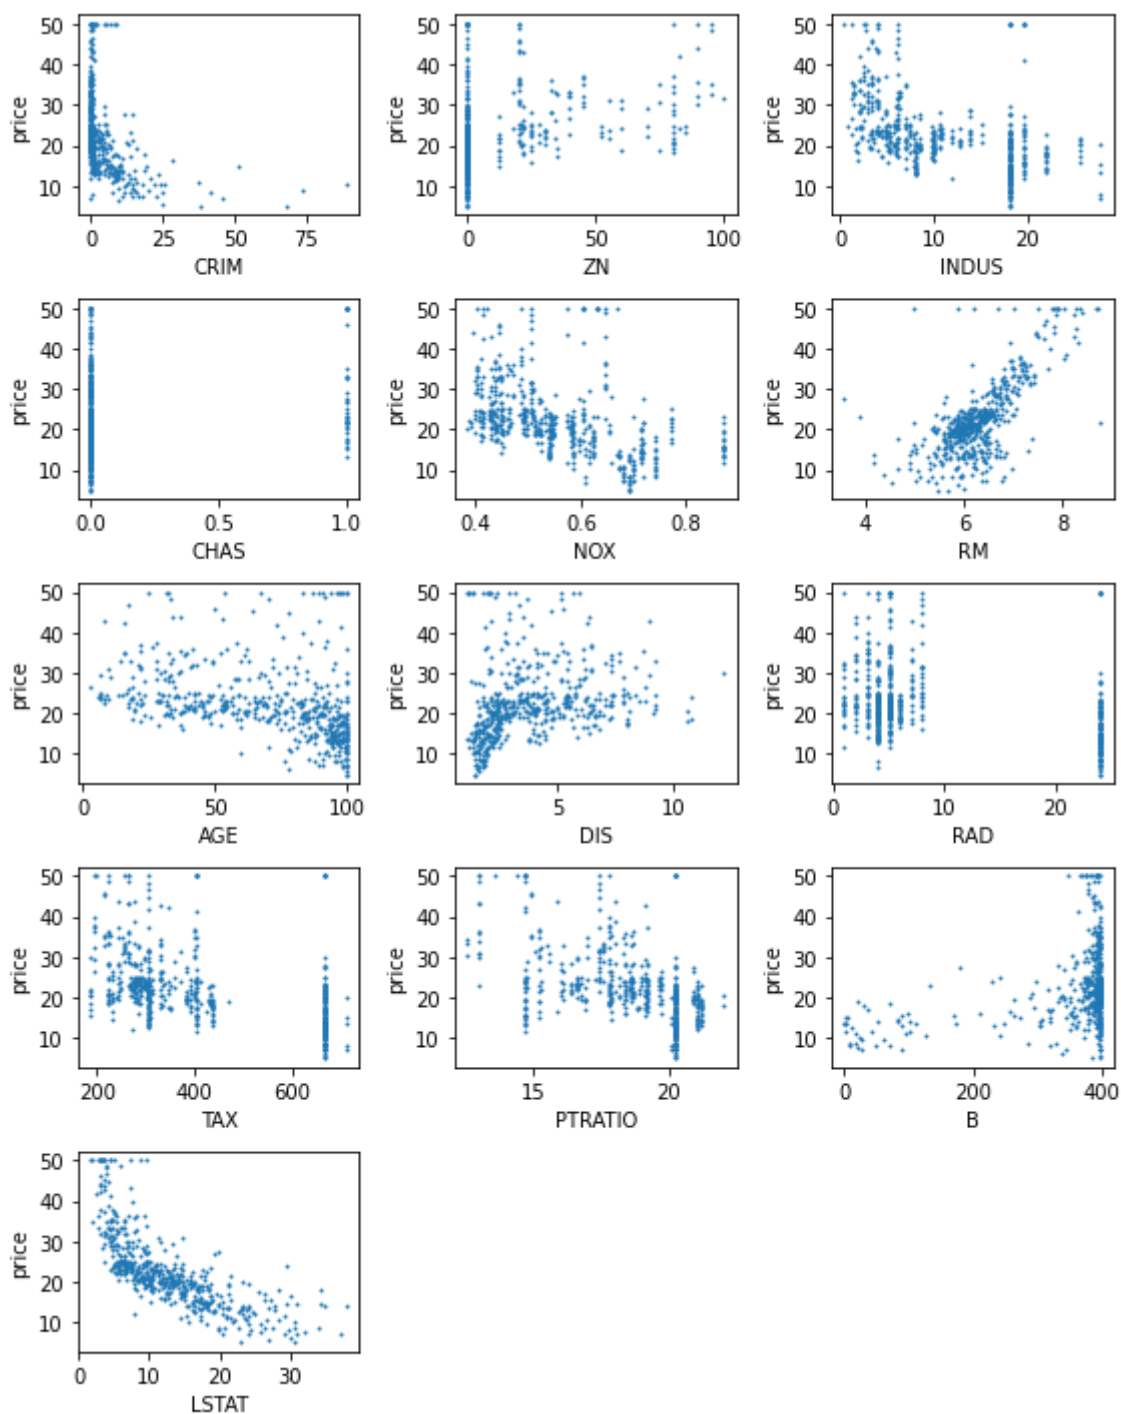 50
40
30
20
10
price
0 25 50 75
CRIM
50
40
30
20
10
price
0 50 100
ZN
50
40
30
20
10
price
0 10 20
INDUS
50
40
30
20
10
price
0.0 0.5 1.0
CHAS
50
40
30
20
10
price
0.4 0.6 0.8
NOX
50
40
30
20
10
price
4 6 8
RM
50
40
30
20
10
price
0 50 100
AGE
50
40
30
20
10
price
5 10
DIS
50
40
30
20
10
price
0 10 20
RAD
50
40
30
20
10
price
200 400 600
TAX
50
40
30
20
10
price
15 20
PTRATIO
50
40
30
20
10
price
0 200 400
B
50
40
30
20
10
price
0 10 20 30
LSTAT